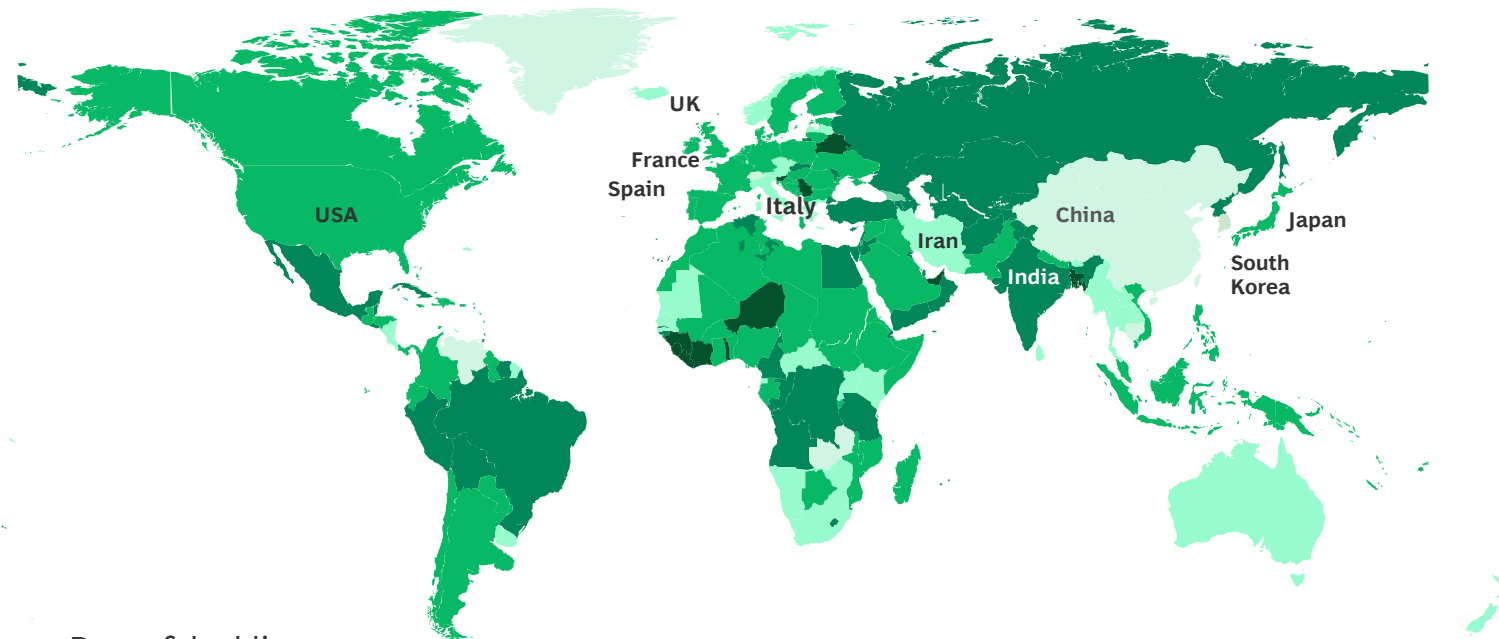 UK
France
Spain
Italy
USA
China
Japan
Iran
South
Korea
India